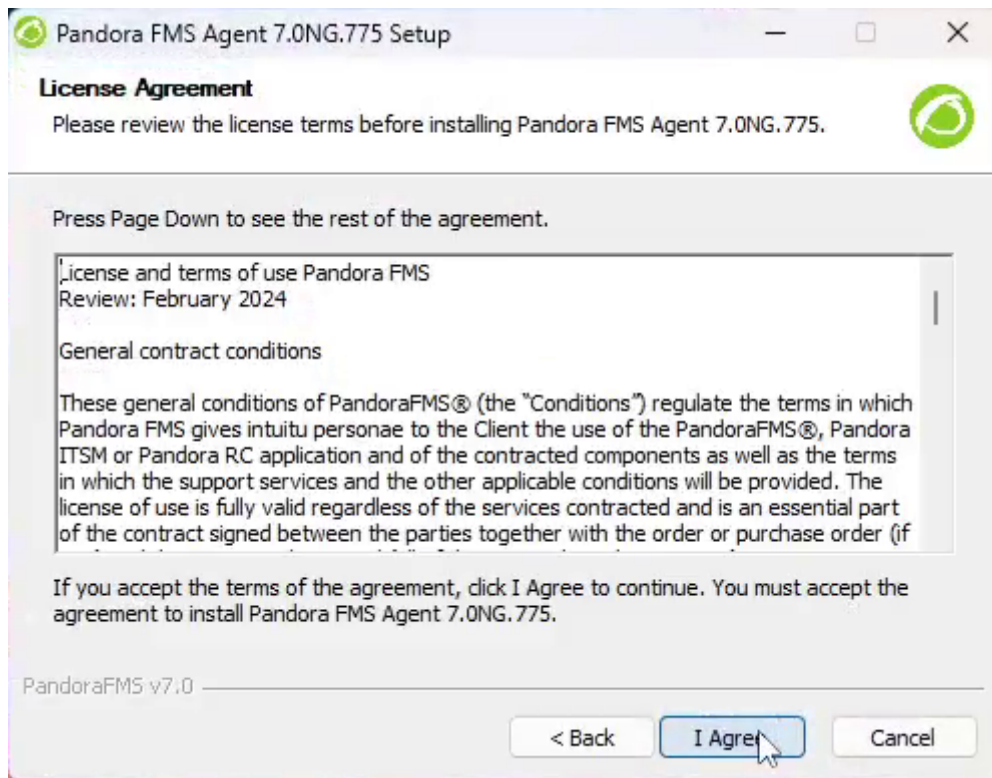 Pandora FMS Agent 7.0NG.775 Setup
License Agreement
Please review the license terms before installing Pandora FMS Agent 7.0NG.775.
Press Page Down to see the rest of the agreement.
License and terms of use Pandora FMS
Review: February 2024
General contract conditions
These general conditions of PandoraFMS® (the "Conditions") regulate the terms in which
Pandora FMS gives intuitu personae to the Client the use of the PandoraFMS®, Pandora
ITSM or Pandora RC application and of the contracted components as well as the terms
in which the support services and the other applicable conditions will be provided. The
license of use is fully valid regardless of the services contracted and is an essential part
of the contract signed between the parties together with the order or purchase order (if
If you accept the terms of the agreement, click I Agree to continue. You must accept the
agreement to install Pandora FMS Agent 7.0NG.775.
PandoraFMS v7.0
< Back
I Agree
Cancel